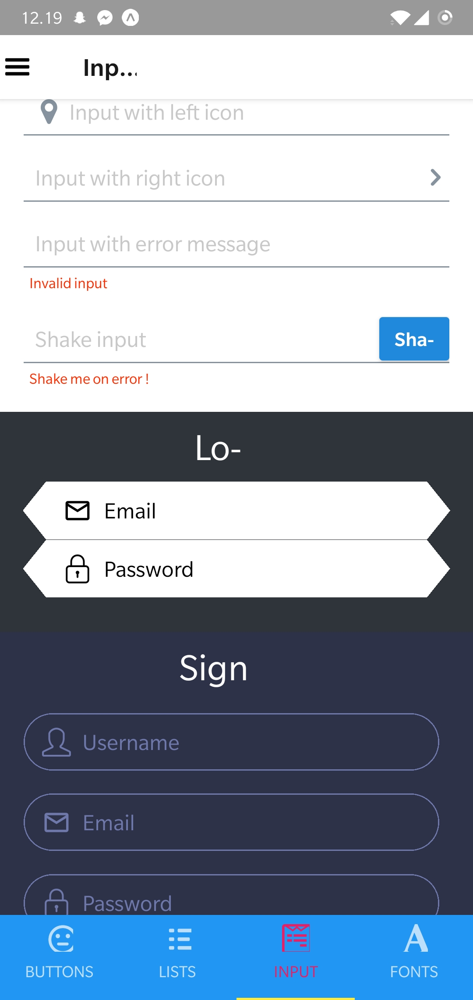 12.19
Inp...
Input with left icon
Input with right icon
Input with error message
Invalid input
Shake input
Sha-
Shake me on error !
Lo-
Email
Password
Sign
Username
Email
Password
BUTTONS
LISTS
INPUT
FONTS